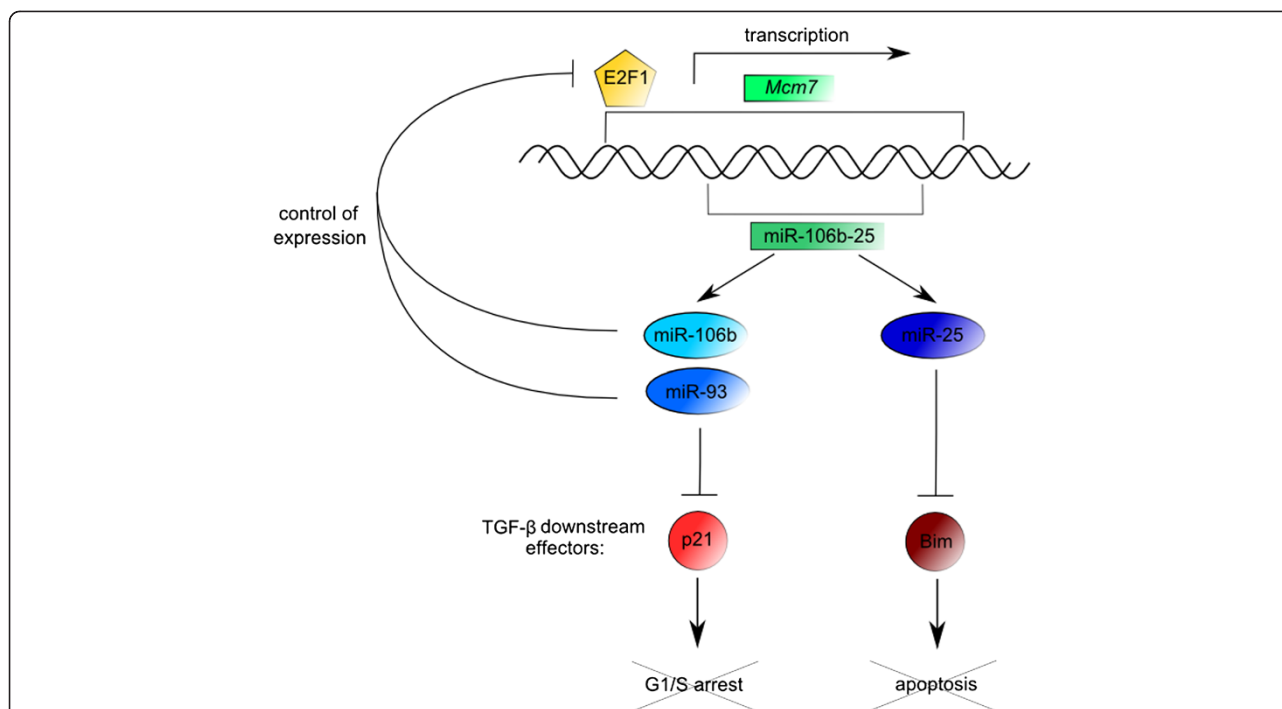 transcription
E2F1
Mcm7
control of
expression
miR-106b-25
miR-106b
miR-25
miR-93
TGF-β downstream
effectors:
p21
Bim
G1/S arrest
apoptosis